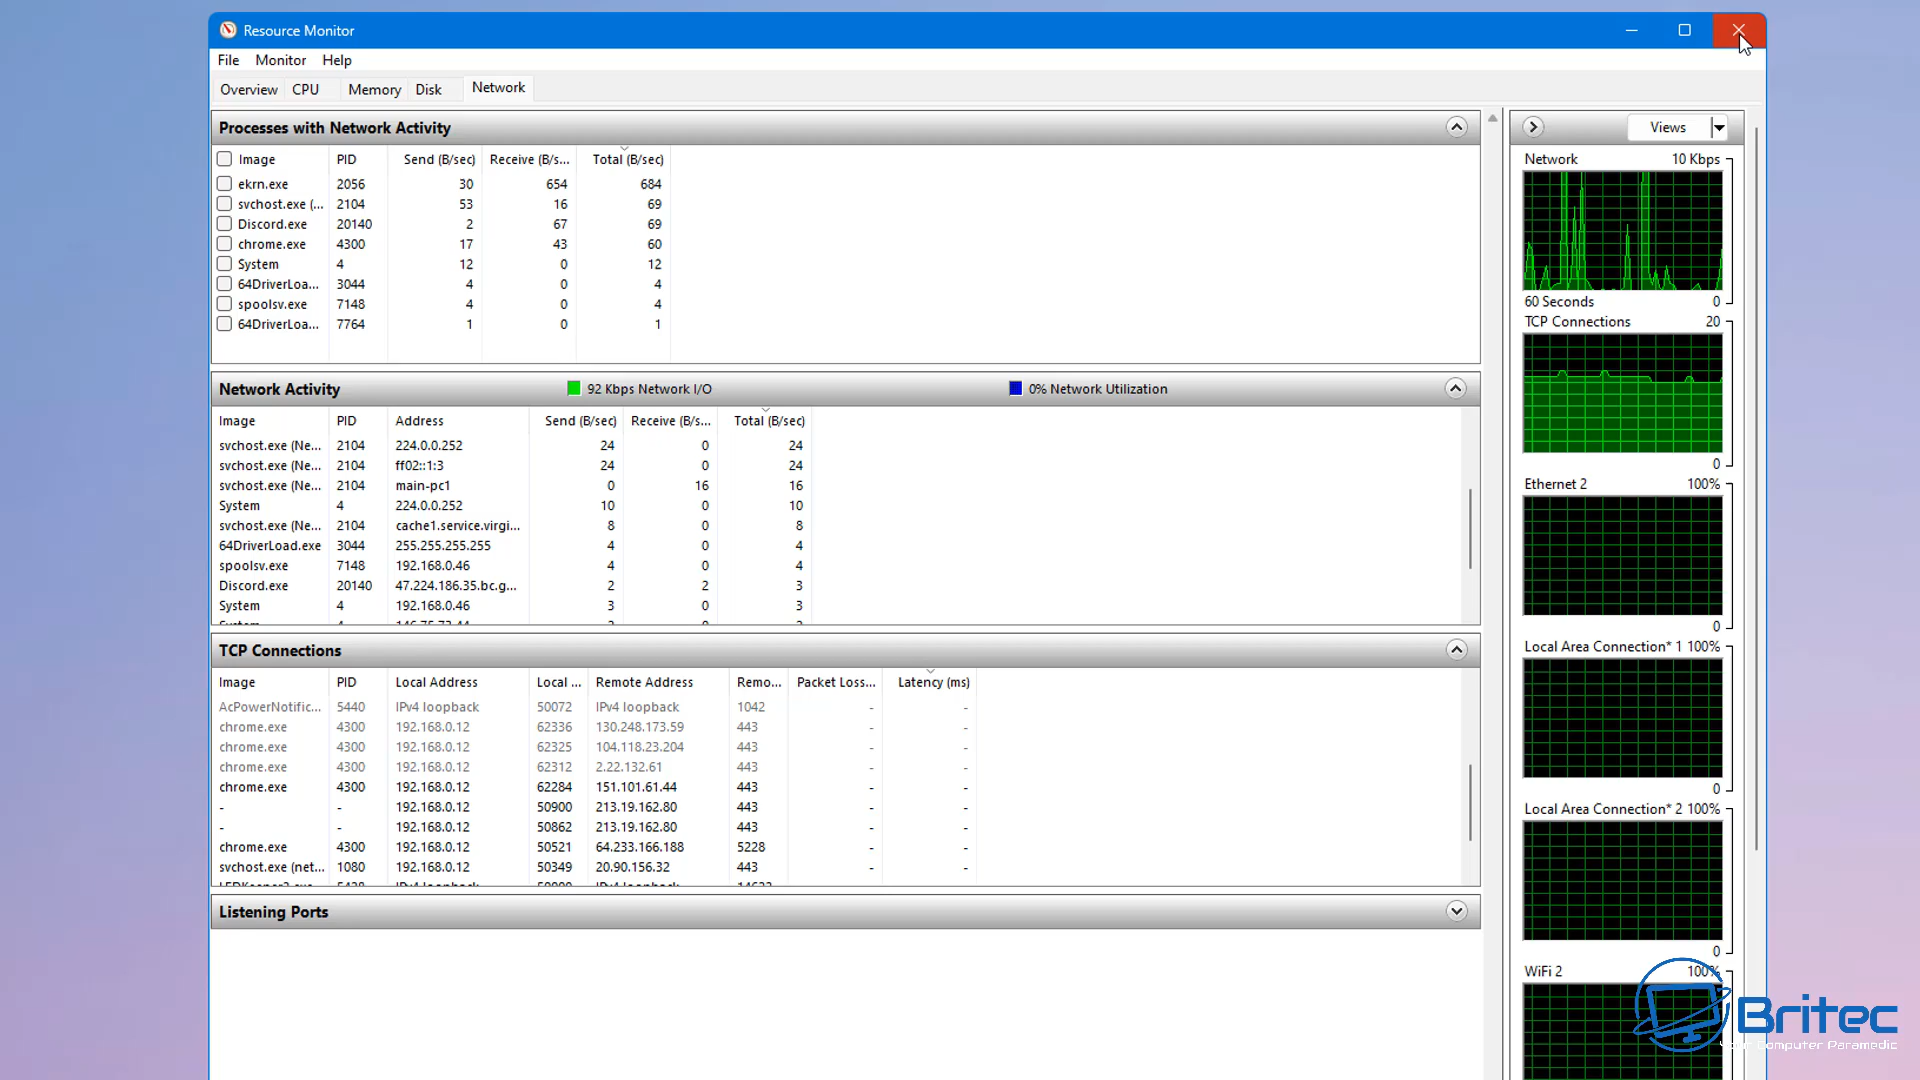 Resource Monitor
File Monitor Help
Overview CPU Memory Disk Network
Processes with Network Activity
Image PID Send (B/sec) Receive (B/s... Total (B/sec)
ekrn.exe 2056 30 654 684
svchost.exe (... 2104 53 16 69
Discord.exe 20140 2 67 69
chrome.exe 4300 17 43 60
System 4 12 0 12
64DriverLoa... 3044 4 0 4
spoolsv.exe 7148 4 0 4
64DriverLoa... 7764 1 0 1
Network Activity 92 Kbps Network I/O 0% Network Utilization
Image PID Address Send (B/sec) Receive (B/s... Total (B/sec)
svchost.exe (Ne... 2104 224.0.0.252 24 0 24
svchost.exe (Ne... 2104 ff02::1:3 24 0 24
svchost.exe (Ne... 2104 main-pc1 0 16 16
System 4 224.0.0.252 10 0 10
svchost.exe (Ne... 2104 cache1.service.virgi... 8 0 8
64DriverLoad.exe 3044 255.255.255.255 4 0 4
spoolsv.exe 7148 192.168.0.46 4 0 4
Discord.exe 20140 47.224.186.35.bc.g... 2 2 3
System 4 192.168.0.46 3 0 3
TCP Connections
Image PID Local Address Local ... Remote Address Remo... Packet Loss... Latency (ms)
AcPowerNotific... 5440 IPv4 loopback 50072 IPv4 loopback 1042 - -
chrome.exe 4300 192.168.0.12 62336 130.248.173.59 443 - -
chrome.exe 4300 192.168.0.12 62325 104.118.23.204 443 - -
chrome.exe 4300 192.168.0.12 62312 2.22.132.61 443 - -
chrome.exe 4300 192.168.0.12 62284 151.101.61.44 443 - -
- - 192.168.0.12 50900 213.19.162.80 443 - -
- - 192.168.0.12 50862 213.19.162.80 443 - -
chrome.exe 4300 192.168.0.12 50521 64.233.166.188 5228 - -
svchost.exe (net... 1080 192.168.0.12 50349 20.90.156.32 443 - -
Listening Ports
Views
Network 10 Kbps
60 Seconds 0
TCP Connections 20
0
Ethernet 2 100%
0
Local Area Connection* 1 100%
0
Local Area Connection* 2 100%
0
WiFi 2 100%
Britec
Your Computer Paramedic